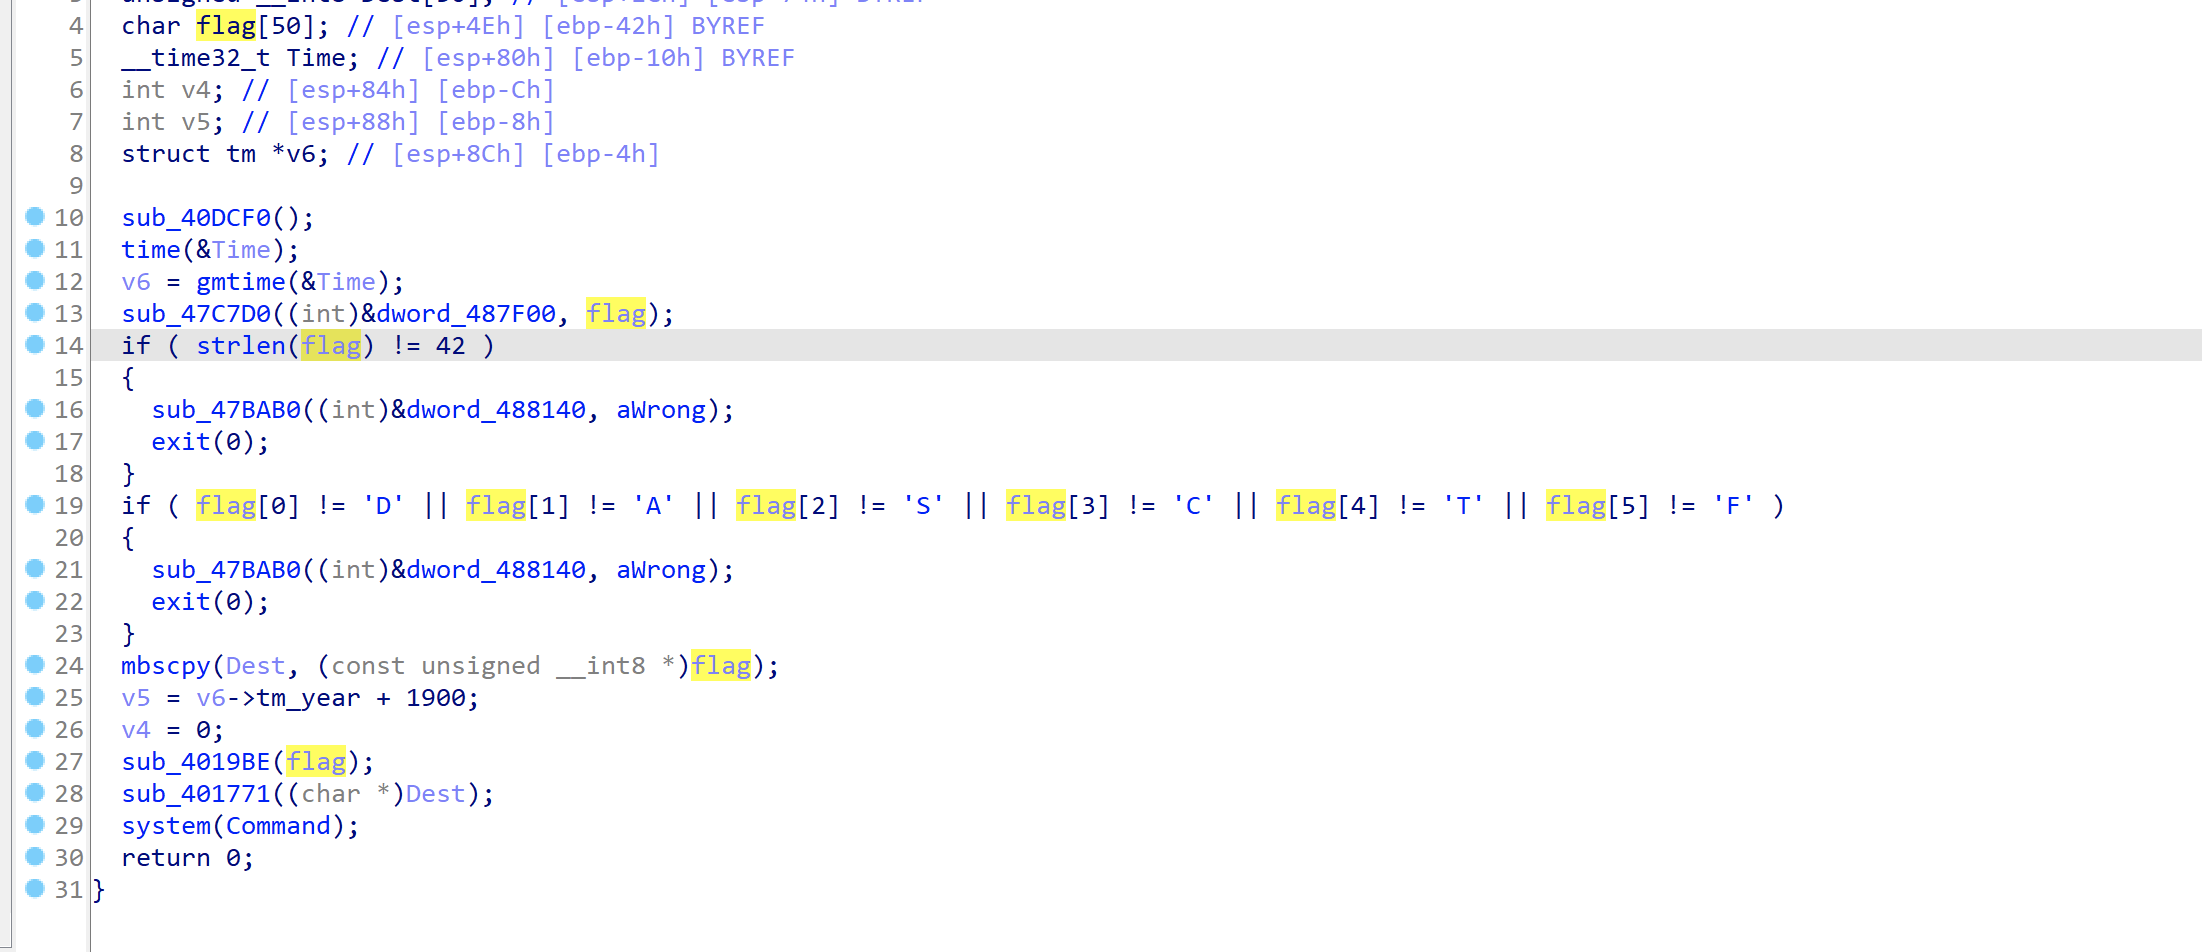 4 char flag[50]; // [esp+4Eh] [ebp-42h] BYREF
5 __time32_t Time; // [esp+80h] [ebp-10h] BYREF
6 int v4; // [esp+84h] [ebp-Ch]
7 int v5; // [esp+88h] [ebp-8h]
8 struct tm *v6; // [esp+8Ch] [ebp-4h]
9
10 sub_40DCF0();
11 time(&Time);
12 v6 = gmtime(&Time);
13 sub_47C7D0((int)&dword_487F00, flag);
14 if ( strlen(flag) != 42 )
15 {
16 sub_47BAB0((int)&dword_488140, aWrong);
17 exit(0);
18 }
19 if ( flag[0] != 'D' || flag[1] != 'A' || flag[2] != 'S' || flag[3] != 'C' || flag[4] != 'T' || flag[5] != 'F' )
20 {
21 sub_47BAB0((int)&dword_488140, aWrong);
22 exit(0);
23 }
24 mbscpy(Dest, (const unsigned __int8 *)flag);
25 v5 = v6->tm_year + 1900;
26 v4 = 0;
27 sub_4019BE(flag);
28 sub_401771((char *)Dest);
29 system(Command);
30 return 0;
31 }